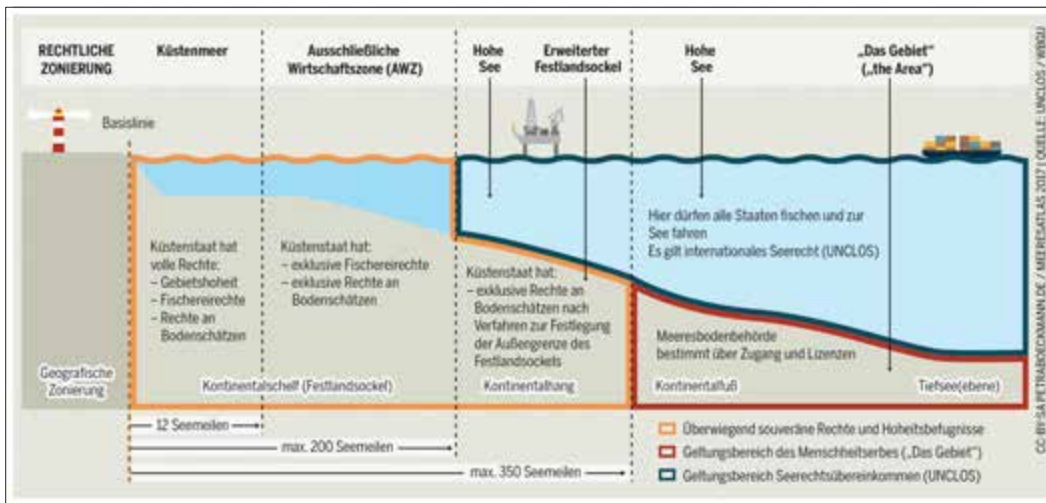 RECHTLICHE
ZONIERUNG
Küstenmeer
Ausschließliche
Wirtschaftszone (AWZ)
Hohe
See
Erweiterter
Festlandsockel
Hohe
See
„Das Gebiet“
(„the Area“)
Basislinie
Küstenstaat hat
volle Rechte:
– Gebietshoheit
– Fischereirechte
– Rechte an
Bodenschätzen
Küstenstaat hat:
– exklusive Fischereirechte
– exklusive Rechte an
Bodenschätzen
Küstenstaat hat:
– exklusive Rechte an
Bodenschätzen nach
Verfahren zur Festlegung
der Außengrenze des
Festlandsockels
Hier dürfen alle Staaten fischen und zur
See fahren
Es gilt internationales Seerecht (UNCLOS)
Meeresbodenbehörde
bestimmt über Zugang und Lizenzen
Geografische
Zonierung
Kontinentalschelf (Festlandsockel)
Kontinentalhang
Kontinentalfuß
Tiefsee(ebene)
12 Seemeilen
max. 200 Seemeilen
max. 350 Seemeilen
Überwiegend souveräne Rechte und Hoheitsbefugnisse
Geltungsbereich des Menschheitserbes („Das Gebiet“)
Geltungsbereich Seerechtsübereinkommen (UNCLOS)
CC-BY-SA PETRABOECKMANN.DE / MEERESATLAS 2017 | QUELLE: UNCLOS / WBGU